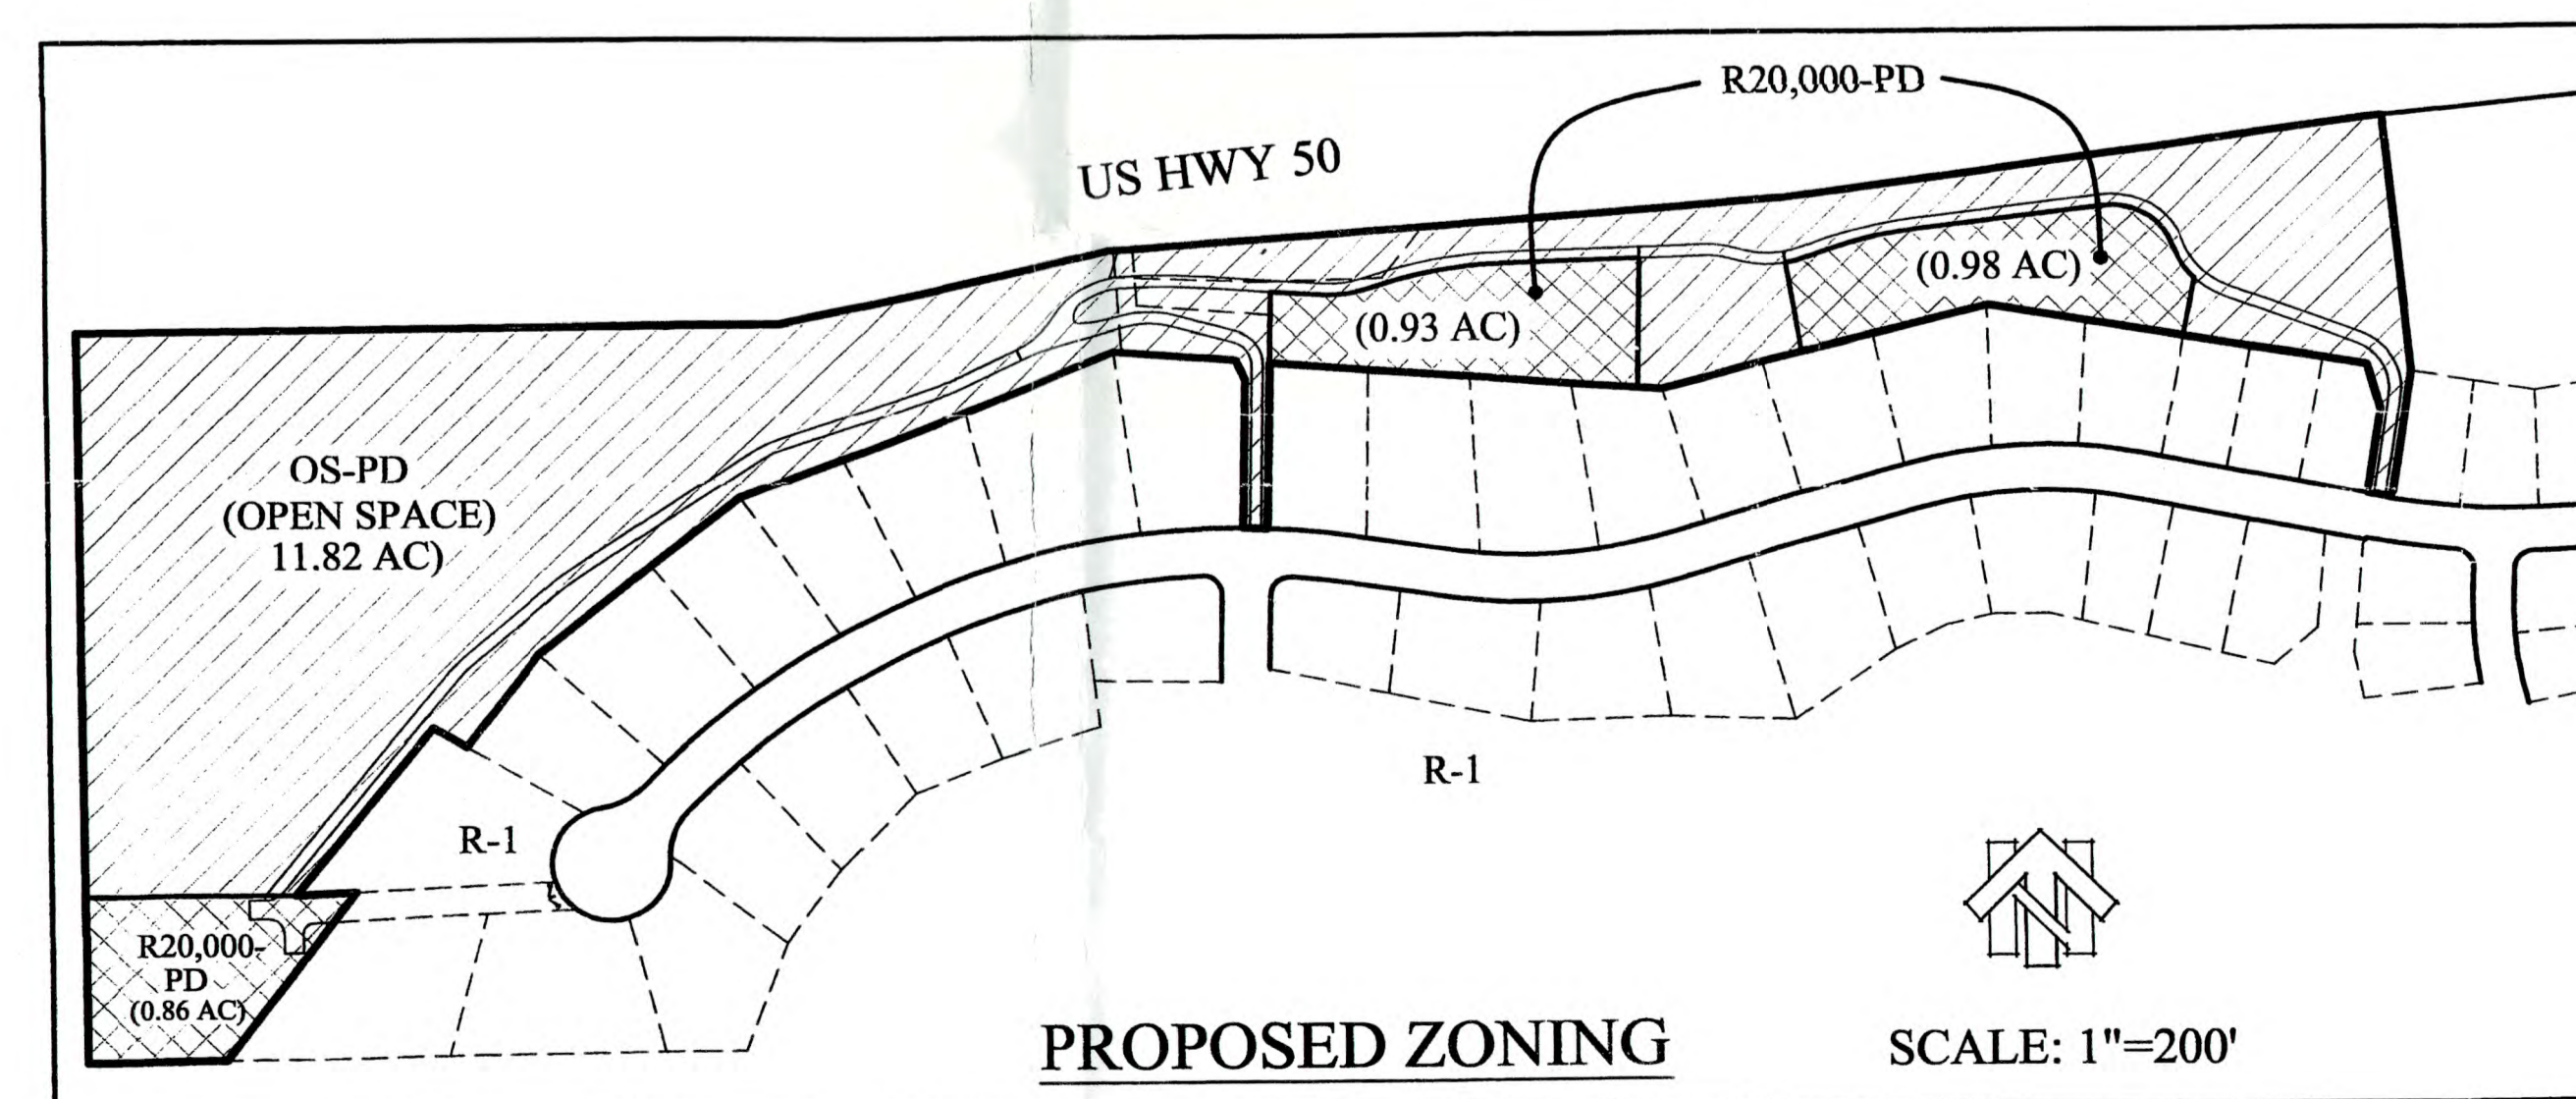 R20,000-PD
US HWY 50
(0.98 AC)
(0.93 AC)
OS-PD
(OPEN SPACE)
11.82 AC)
R-1
R-1
R20,000-
PD
(0.86 AC)
N
PROPOSED ZONING
SCALE: 1"=200'